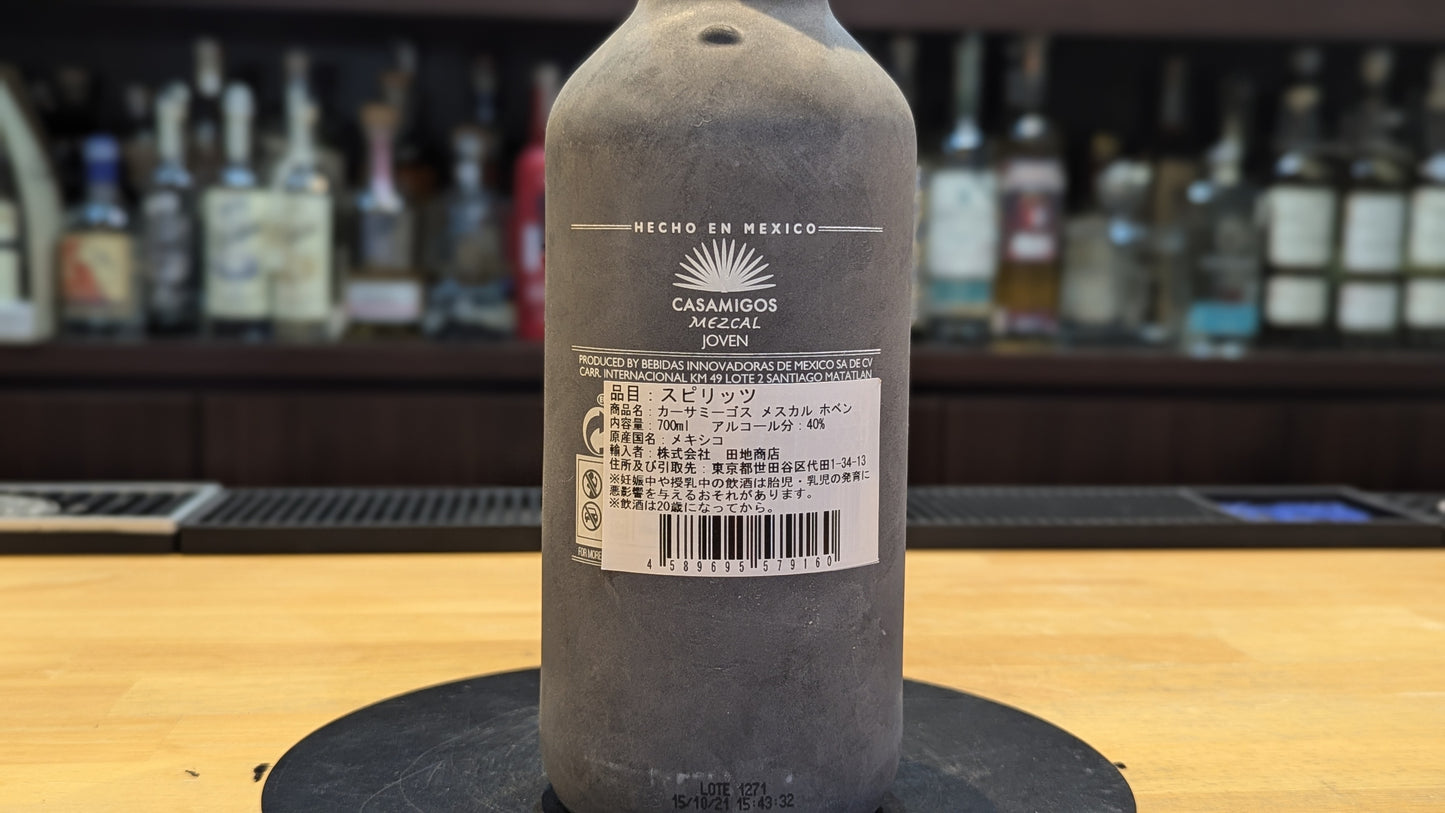 HECHO EN MEXICO
CASAMIGOS
MEZCAL
JOVEN
PRODUCED BY BEBIDAS INNOVADORAS DE MEXICO SA DE CV
CARR. INTERNACIONAL KM 49 LOTE 2 SANTIAGO MATATLAN
品目：スピリッツ
商品名：カーサミーゴス メスカル ホベン
内容量：700ml アルコール分：40%
原産国名：メキシコ
輸入者：株式会社 田地商店
住所及び引取先：東京都世田谷区代田1-34-13
※妊娠中や授乳中の飲酒は胎児・乳児の発育に
悪影響を与えるおそれがあります。
※飲酒は20歳になってから。
FOR MORE
4 589695 579160
LOTE 1271
15/10/21 15:43:32